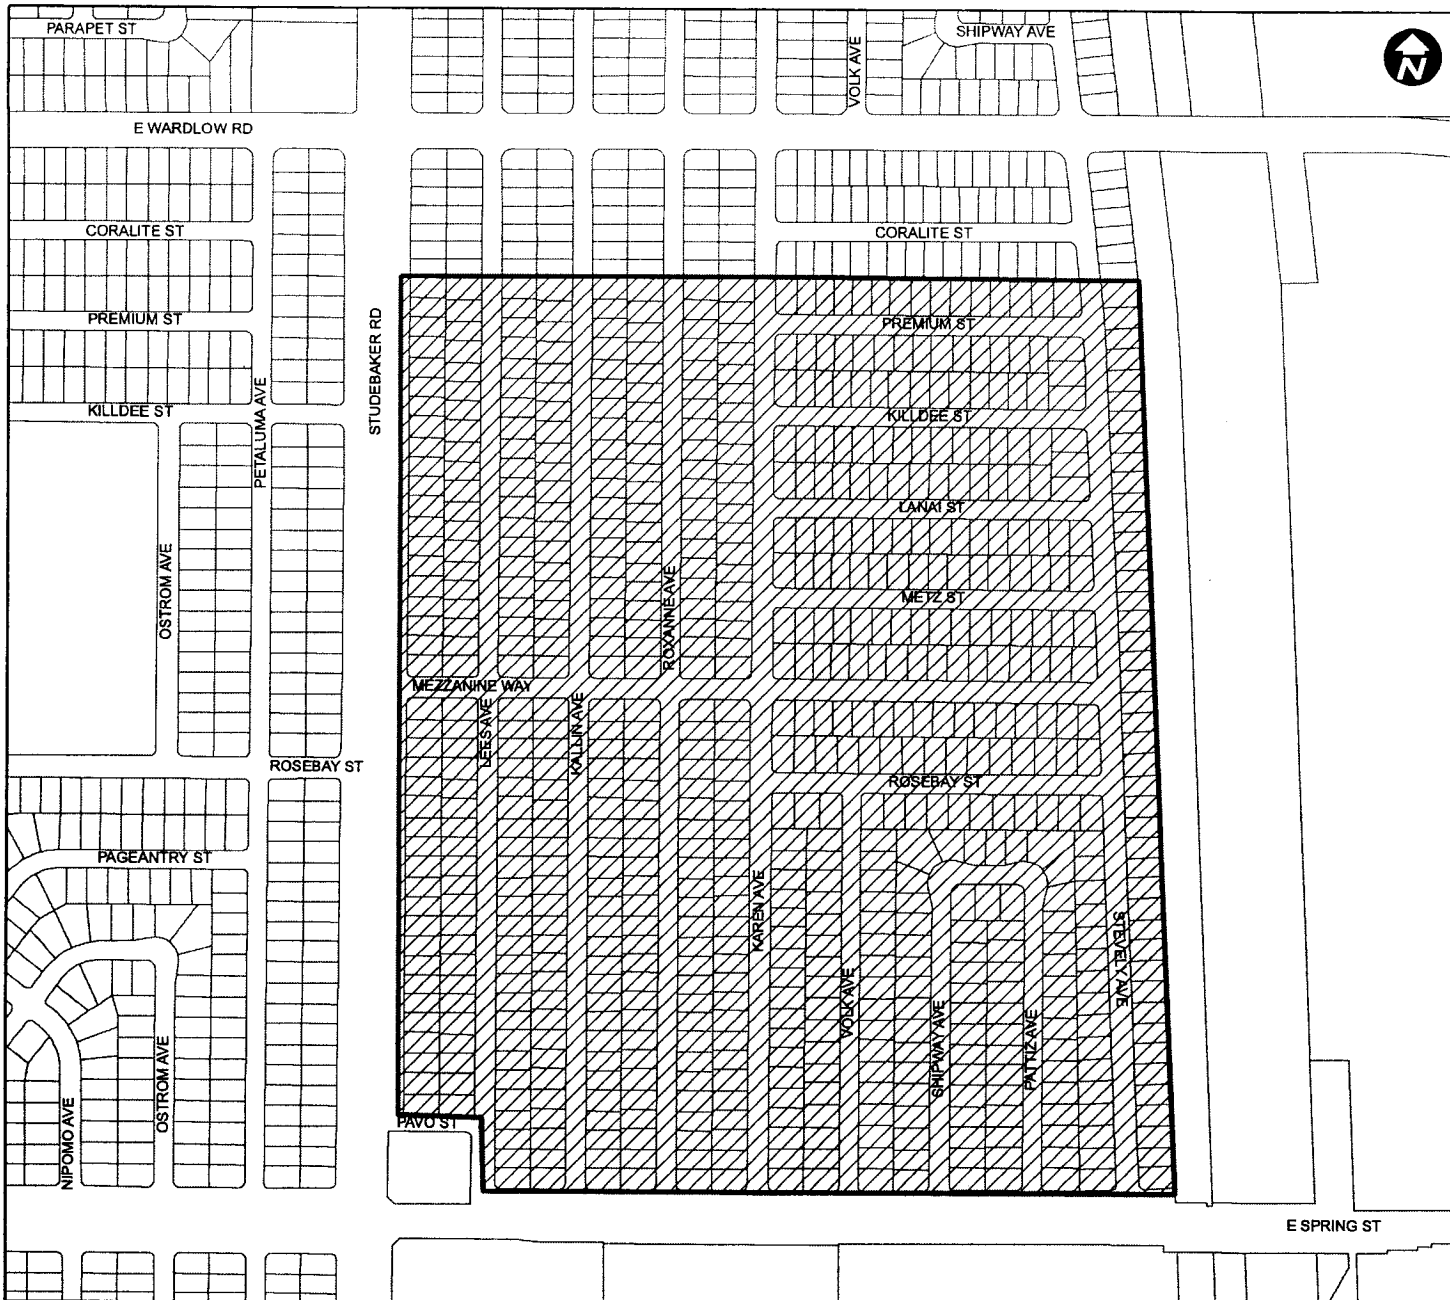 PARAPET ST
SHIPWAY AVE
N
VOLK AVE
E WARDLOW RD
CORALITE ST
CORALITE ST
PREMIUM ST
PREMIUM ST
STUDEBAKER RD
KILLDEE ST
KILLDEE ST
PETALUMA AVE
LANAI ST
OSTROM AVE
METZ ST
ROXANNE AVE
MEZZANINE WAY
LEES AVE
KALLIN AVE
ROSEBAY ST
ROSEBAY ST
PAGEANTRY ST
KAREN AVE
STEVELY AVE
VOLK AVE
SHIPWAY AVE
PATTIZ AVE
OSTROM AVE
NIPOMO AVE
PAVO ST
E SPRING ST